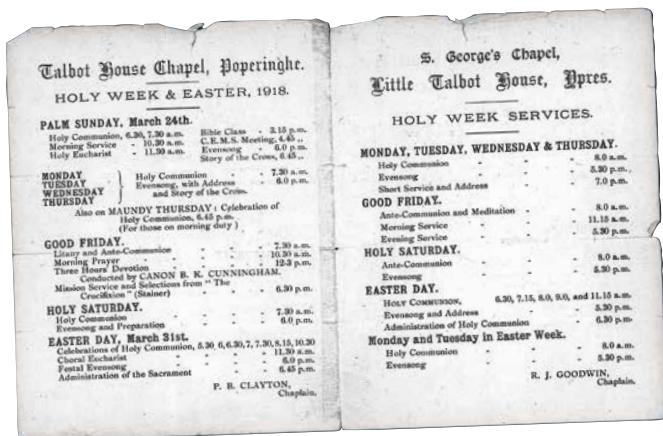 Talbot House Chapel, Poperinghe.
HOLY WEEK & EASTER, 1918.
PALM SUNDAY, March 24th.
Holy Communion, 6.30, 7.30 a.m.
Morning Service - 10.30 a.m.
Holy Eucharist - 11.30 a.m.
Bible Class - 3.15 p.m.
C.E.M.S. Meeting, 4.45 ,,
Evensong - 6.0 p.m.
Story of the Cross, 6.45 ,,
MONDAY
TUESDAY
WEDNESDAY
THURSDAY
Holy Communion - - 7.30 a.m.
Evensong, with Address - 6.0 p.m.
and Story of the Cross.
Also on MAUNDY THURSDAY: Celebration of
Holy Communion, 6.45 p.m.
(For those on morning duty)
GOOD FRIDAY.
Litany and Ante-Communion - - 7.30 a.m.
Morning Prayer - - - 10.30 a.m.
Three Hours' Devotion - - 12-3 p.m.
Conducted by CANON B. K. CUNNINGHAM.
Mission Service and Selections from "The
Crucifixion" (Stainer) - - 6.30 p.m.
HOLY SATURDAY.
Holy Communion - - - 7.30 a.m.
Evensong and Preparation - - 6.0 p.m.
EASTER DAY, March 31st.
Celebrations of Holy Communion, 5.30, 6, 6.30, 7, 7.30, 8.15, 10.30
Choral Eucharist - - - 11.30 a.m.
Festal Evensong - - - 6.0 p.m.
Administration of the Sacrament - - 6.45 p.m.
P. B. CLAYTON,
Chaplain.
S. George's Chapel,
Little Talbot House, Ypres.
HOLY WEEK SERVICES.
MONDAY, TUESDAY, WEDNESDAY & THURSDAY.
Holy Communion - - - 8.0 a.m.
Evensong - - - 5.30 p.m.
Short Service and Address - - 7.0 p.m.
GOOD FRIDAY.
Ante-Communion and Meditation - - 8.0 a.m.
Morning Service - - - 11.15 a.m.
Evening Service - - - 5.30 p.m.
HOLY SATURDAY.
Ante-Communion - - - 8.0 a.m.
Evensong - - - 5.30 p.m.
EASTER DAY.
HOLY COMMUNION, 6.30, 7.15, 8.0, 9.0, and 11.15 a.m.
Evensong and Address - - 5.30 p.m.
Administration of Holy Communion - - 6.30 p.m.
Monday and Tuesday in Easter Week.
Holy Communion - - - 8.0 a.m.
Evensong - - - 5.30 p.m.
R. J. GOODWIN,
Chaplain.